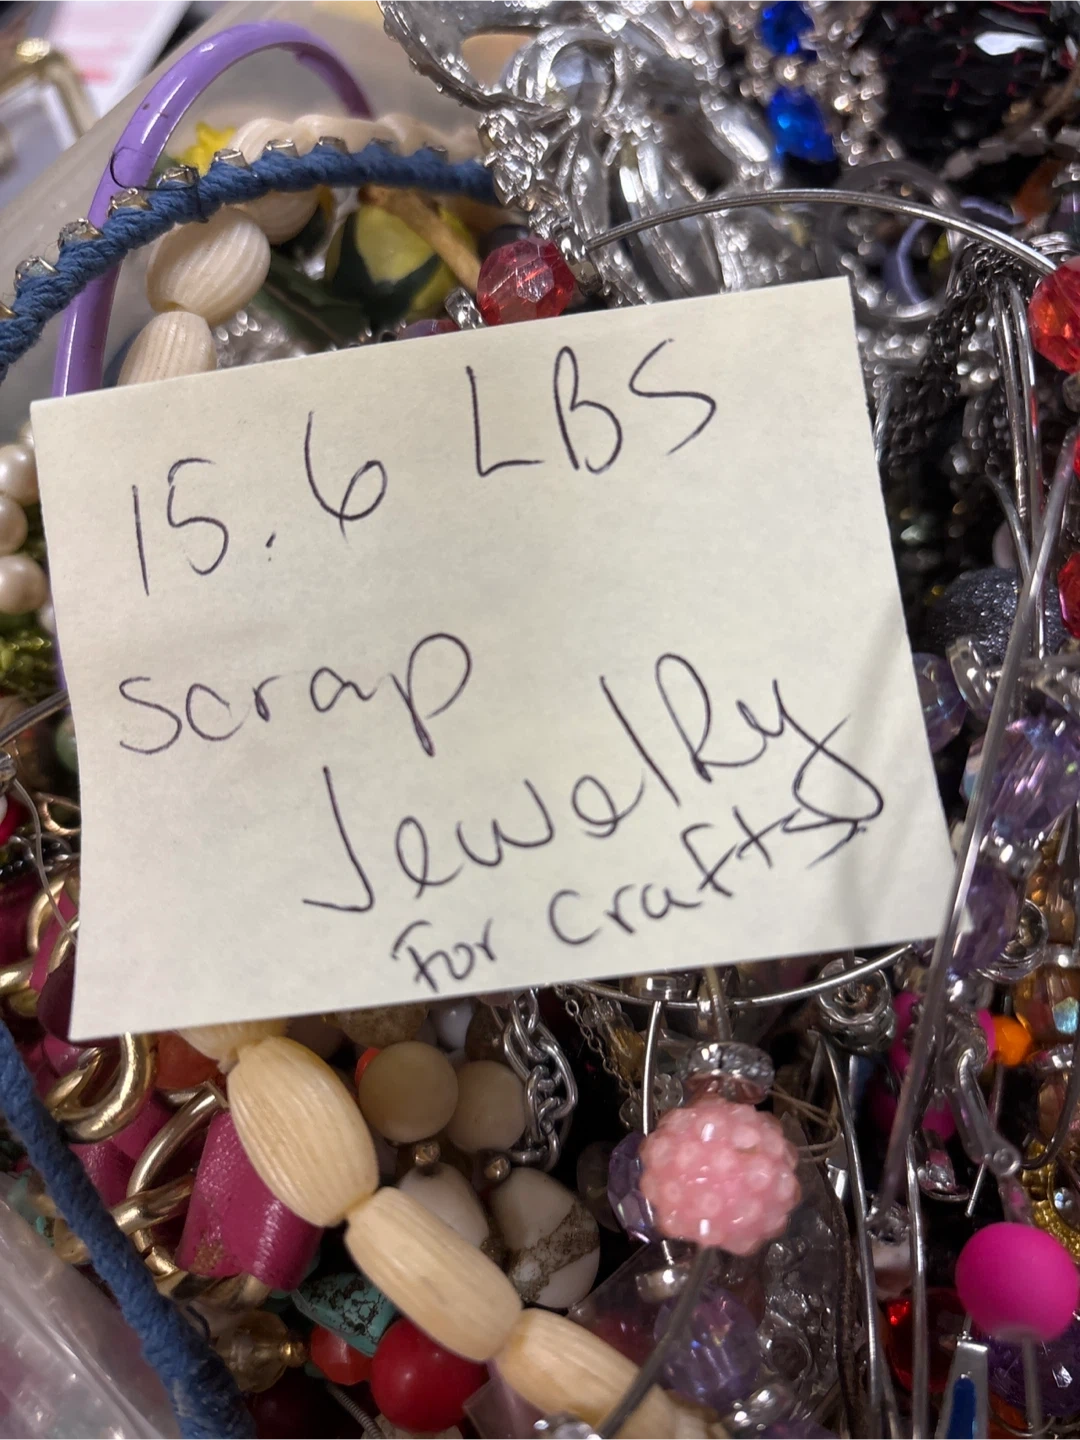 15.6 LBS
scrap
JewelRy
For crafts